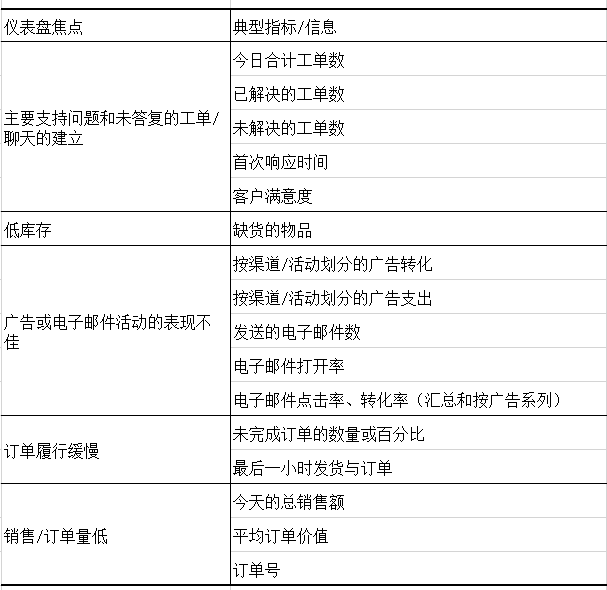 仪表盘焦点
典型指标/信息
主要支持问题和未答复的工单/
聊天的建立
今日合计工单数
已解决的工单数
未解决的工单数
首次响应时间
客户满意度
低库存
缺货的物品
广告或电子邮件活动的表现不
佳
按渠道/活动划分的广告转化
按渠道/活动划分的广告支出
发送的电子邮件数
电子邮件打开率
电子邮件点击率、转化率（汇总和按广告系列）
订单履行缓慢
未完成订单的数量或百分比
最后一小时发货与订单
销售/订单量低
今天的总销售额
平均订单价值
订单号